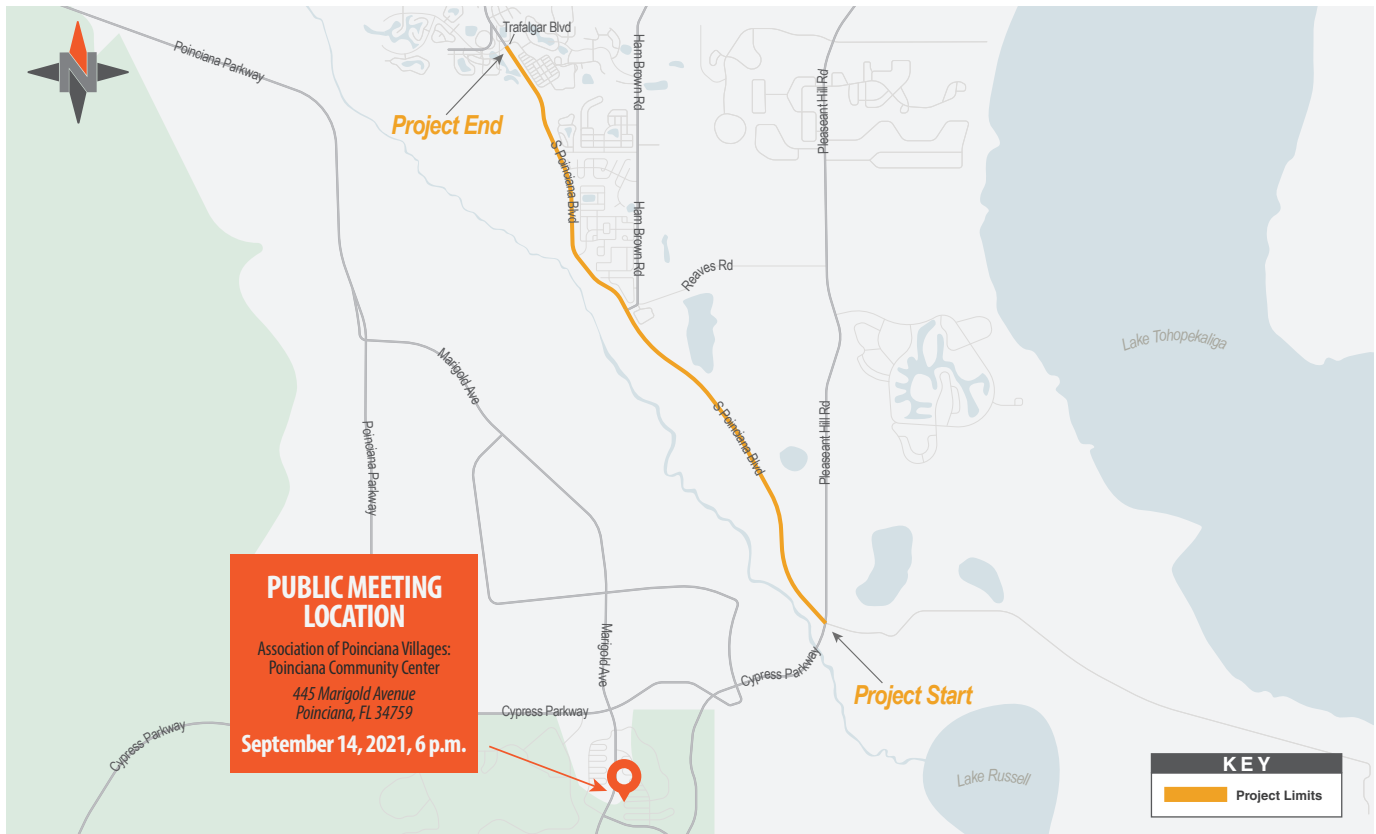 Trafalgar Blvd
Poinciana Parkway
Ham Brown Rd
Pleaseant Hill Rd
Project End
S Poinciana Blvd
Ham Brown Rd
Reaves Rd
Lake Tohopekaliga
Marigold Ave
S Poinciana Blvd
Pleaseant Hill Rd
Poinciana Parkway
PUBLIC MEETING
LOCATION
Association of Poinciana Villages:
Poinciana Community Center
445 Marigold Avenue
Poinciana, FL 34759
September 14, 2021, 6 p.m.
Marigold Ave
Cypress Parkway
Project Start
Cypress Parkway
Cypress Parkway
Lake Russell
KEY
Project Limits
N